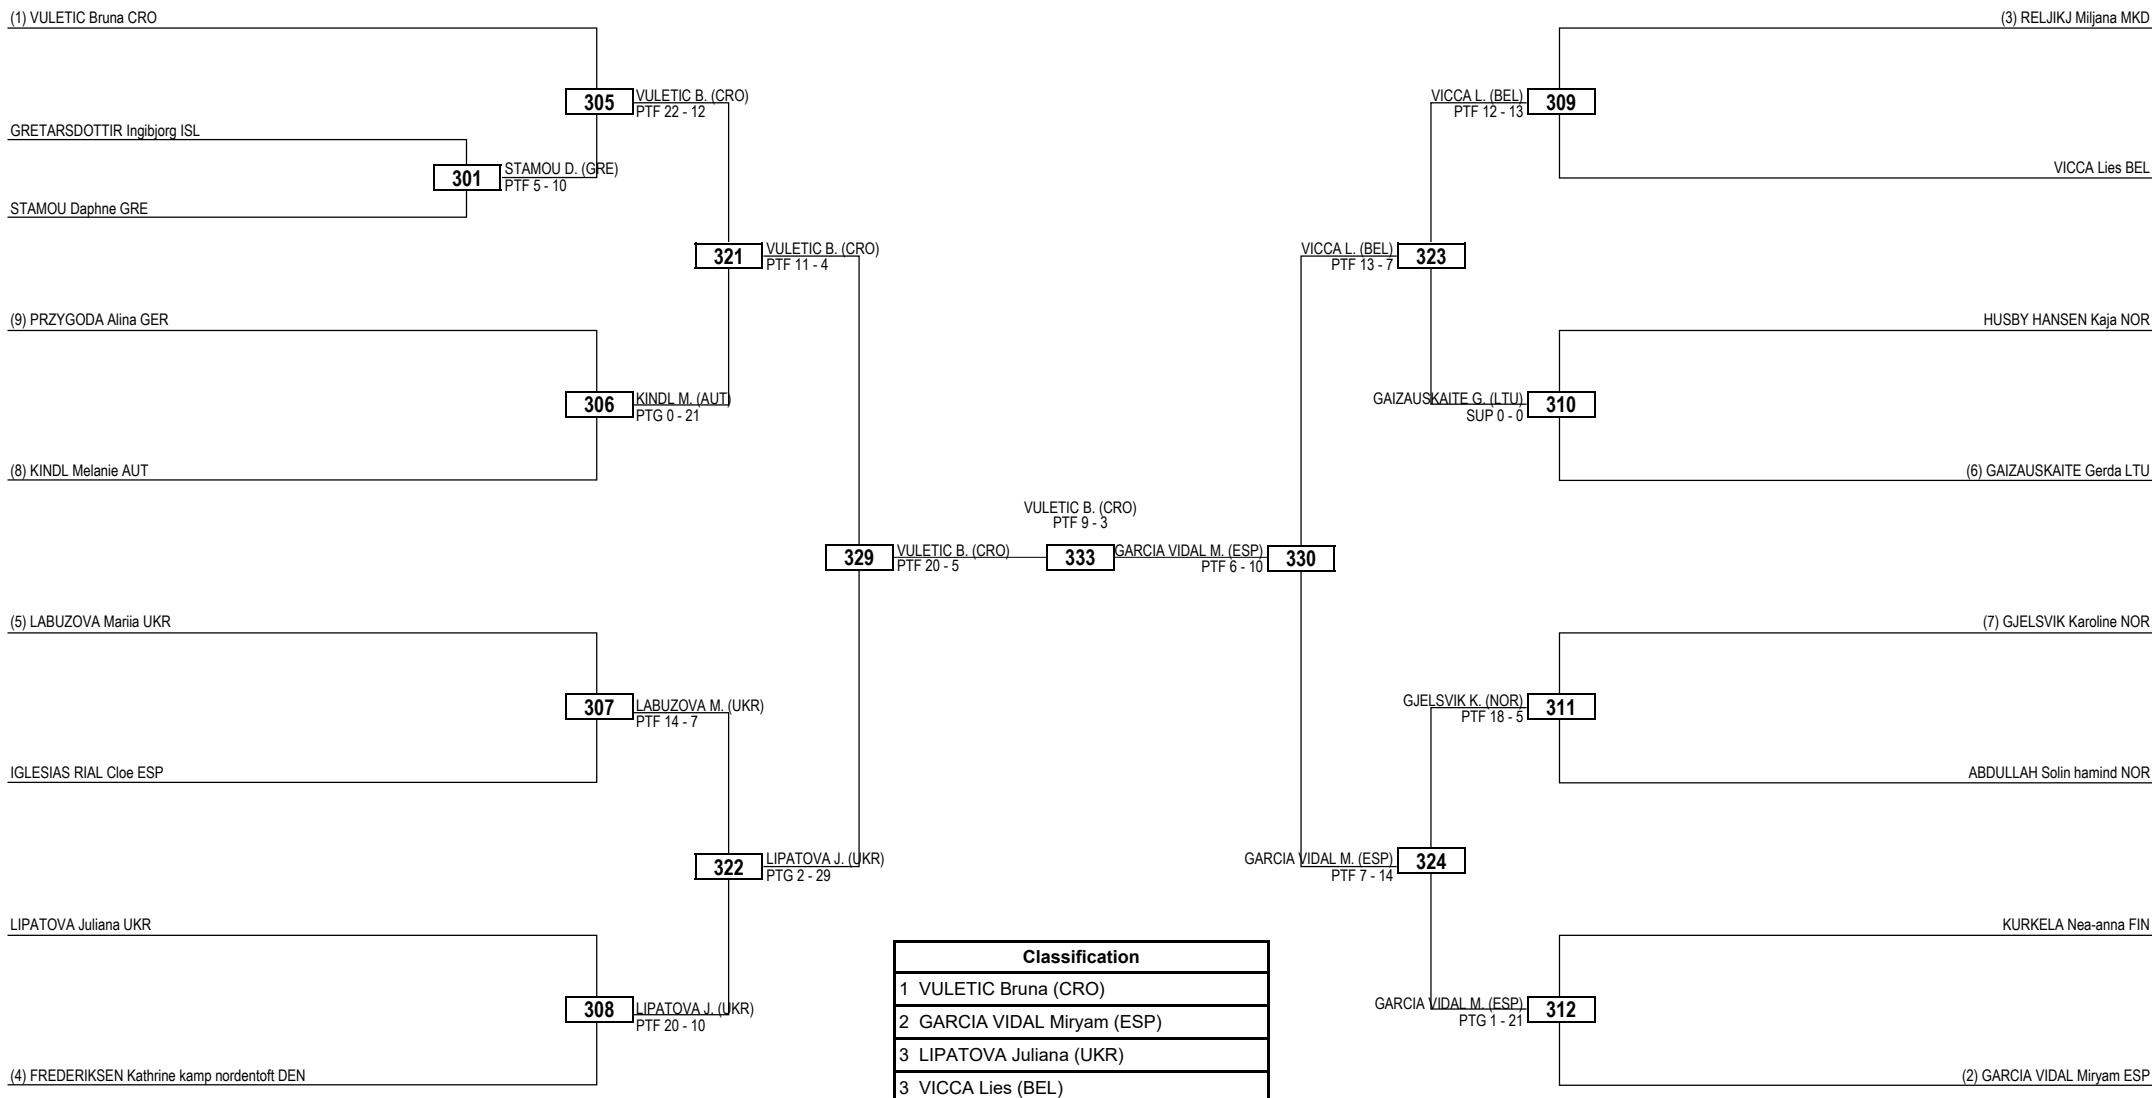 (1) VULETIC Bruna CRO
305
VULETIC B. (CRO)
PTF 22 - 12
GRETARSDOTTIR Ingibjorg ISL
301
STAMOU D. (GRE)
PTF 5 - 10
STAMOU Daphne GRE
321
VULETIC B. (CRO)
PTF 11 - 4
(9) PRZYGODA Alina GER
306
KINDL M. (AUT)
PTG 0 - 21
(8) KINDL Melanie AUT
329
VULETIC B. (CRO)
PTF 20 - 5
(5) LABUZOVA Mariia UKR
307
LABUZOVA M. (UKR)
PTF 14 - 7
IGLESIAS RIAL Cloe ESP
322
LIPATOVA J. (UKR)
PTG 2 - 29
LIPATOVA Juliana UKR
308
LIPATOVA J. (UKR)
PTF 20 - 10
(4) FREDERIKSEN Kathrine kamp nordentoft DEN
VULETIC B. (CRO)
PTF 9 - 3
333
(3) RELJIKJ Miljana MKD
VICCA L. (BEL)
PTF 12 - 13
309
VICCA Lies BEL
VICCA L. (BEL)
PTF 13 - 7
323
HUSBY HANSEN Kaja NOR
GAIZAUSKAITE G. (LTU)
SUP 0 - 0
310
(6) GAIZAUSKAITE Gerda LTU
GARCIA VIDAL M. (ESP)
PTF 6 - 10
330
(7) GJELSVIK Karoline NOR
GJELSVIK K. (NOR)
PTF 18 - 5
311
ABDULLAH Solin hamind NOR
GARCIA VIDAL M. (ESP)
PTF 7 - 14
324
KURKELA Nea-anna FIN
GARCIA VIDAL M. (ESP)
PTG 1 - 21
312
(2) GARCIA VIDAL Miryam ESP
Classification
1 VULETIC Bruna (CRO)
2 GARCIA VIDAL Miryam (ESP)
3 LIPATOVA Juliana (UKR)
3 VICCA Lies (BEL)